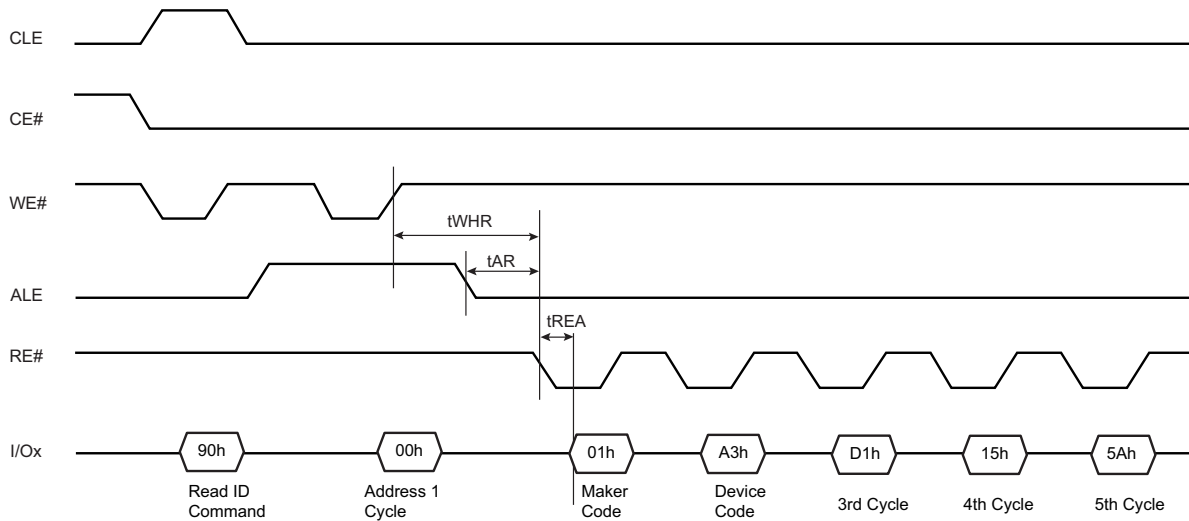 CLE
CE#
WE#
tWHR
tAR
ALE
tREA
RE#
I/Ox
90h
00h
01h
A3h
D1h
15h
5Ah
Read ID
Command
Address 1
Cycle
Maker
Code
Device
Code
3rd Cycle
4th Cycle
5th Cycle